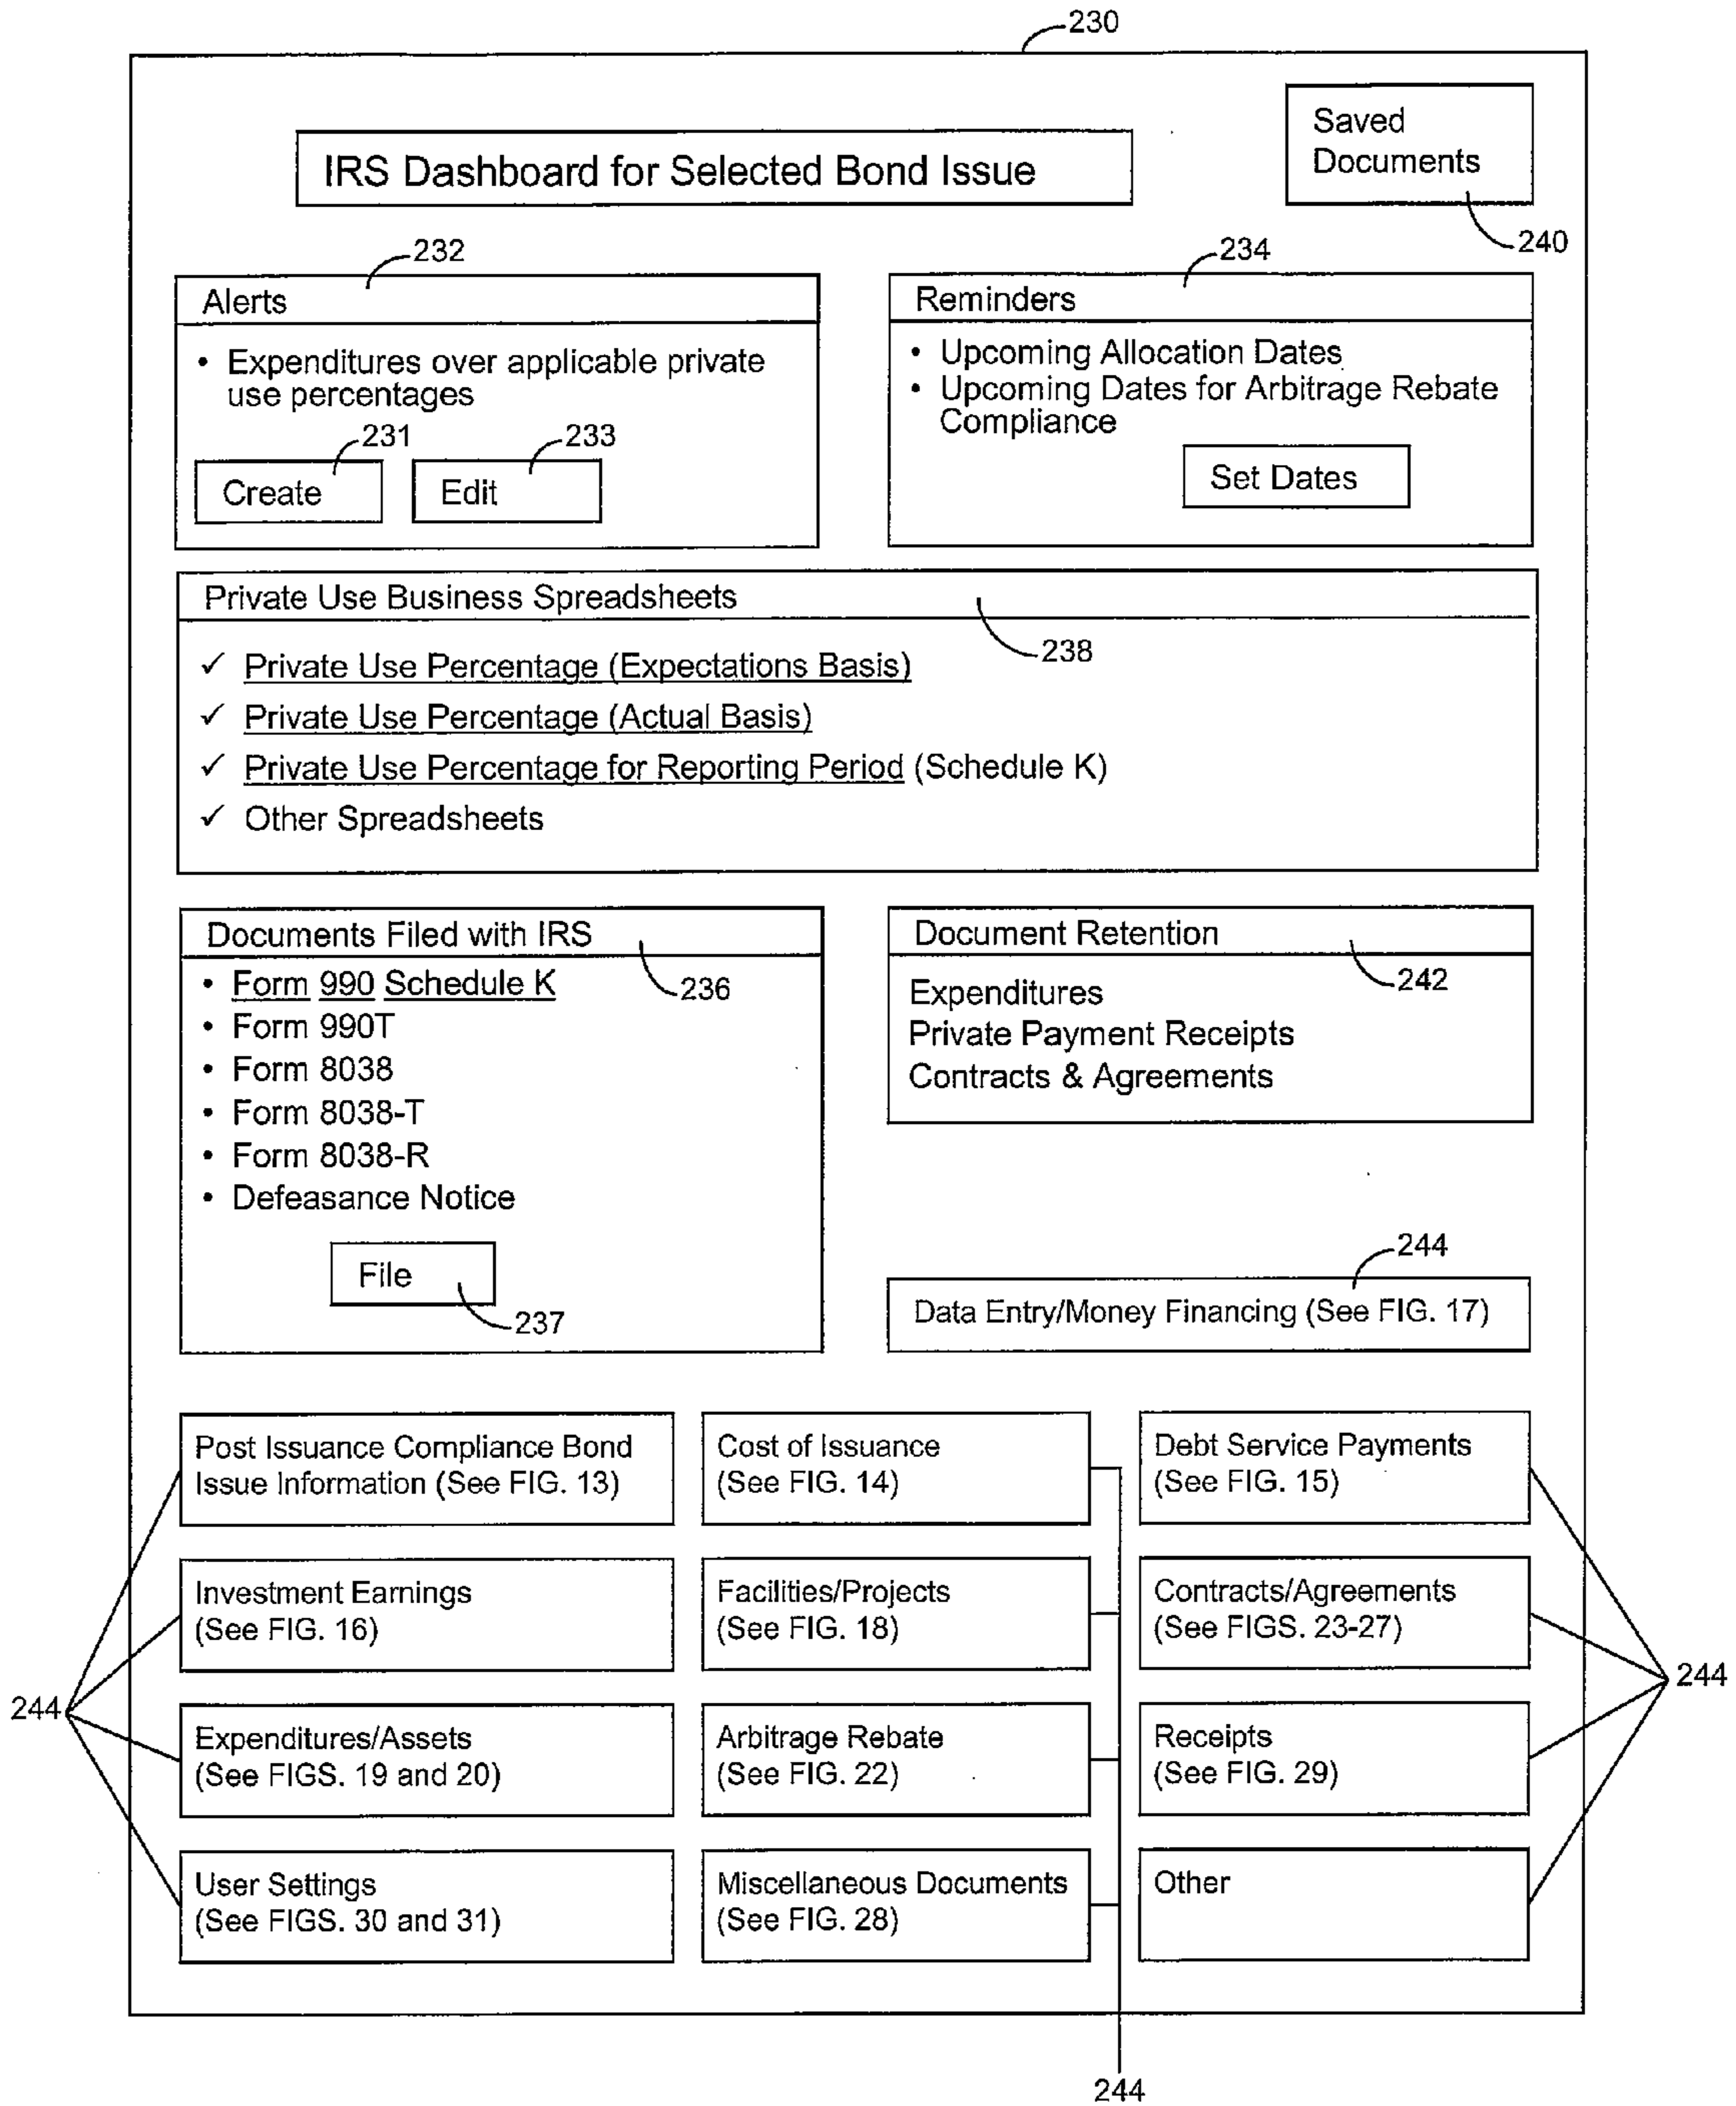 230
Saved
Documents
IRS Dashboard for Selected Bond Issue
240
232
234
Alerts
• Expenditures over applicable private
use percentages
231
233
Create
Edit
Reminders
• Upcoming Allocation Dates
• Upcoming Dates for Arbitrage Rebate
Compliance
Set Dates
Private Use Business Spreadsheets
238
✓ Private Use Percentage (Expectations Basis)
✓ Private Use Percentage (Actual Basis)
✓ Private Use Percentage for Reporting Period (Schedule K)
✓ Other Spreadsheets
Documents Filed with IRS
236
• Form 990 Schedule K
• Form 990T
• Form 8038
• Form 8038-T
• Form 8038-R
• Defeasance Notice
File
237
Document Retention
242
Expenditures
Private Payment Receipts
Contracts & Agreements
244
Data Entry/Money Financing (See FIG. 17)
Post Issuance Compliance Bond
Issue Information (See FIG. 13)
Cost of Issuance
(See FIG. 14)
Debt Service Payments
(See FIG. 15)
Investment Earnings
(See FIG. 16)
Facilities/Projects
(See FIG. 18)
Contracts/Agreements
(See FIGS. 23-27)
244
244
Expenditures/Assets
(See FIGS. 19 and 20)
Arbitrage Rebate
(See FIG. 22)
Receipts
(See FIG. 29)
User Settings
(See FIGS. 30 and 31)
Miscellaneous Documents
(See FIG. 28)
Other
244